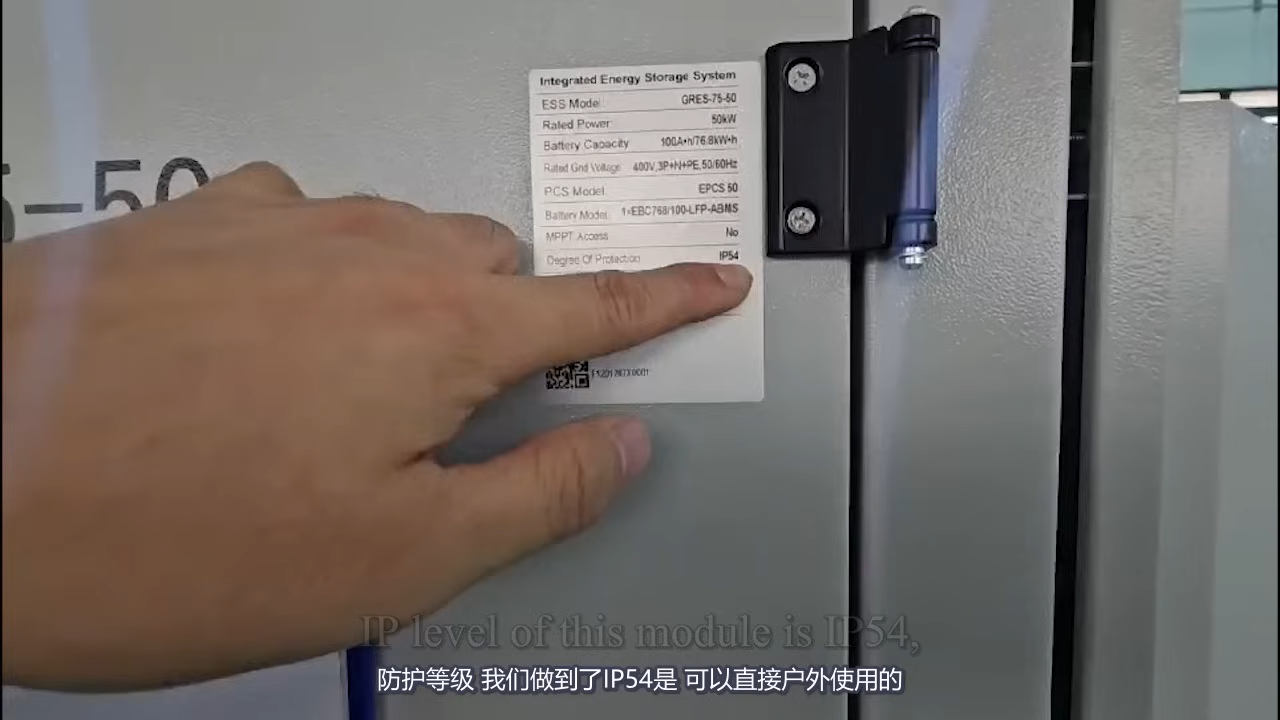 Integrated Energy Storage System
ESS Model: GRES-75-50
Rated Power: 50kW
Battery Capacity 100A•h/76.8kW•h
Rated Grid Voltage 400V,3P+N+PE,50/60Hz
PCS Model EPCS 50
Battery Model 1×EBC768/100-LFP-ABMS
MPPT Access No
Degree Of Protection IP54
5-50
IP level of this module is IP54,
防护等级 我们做到了IP54是 可以直接户外使用的